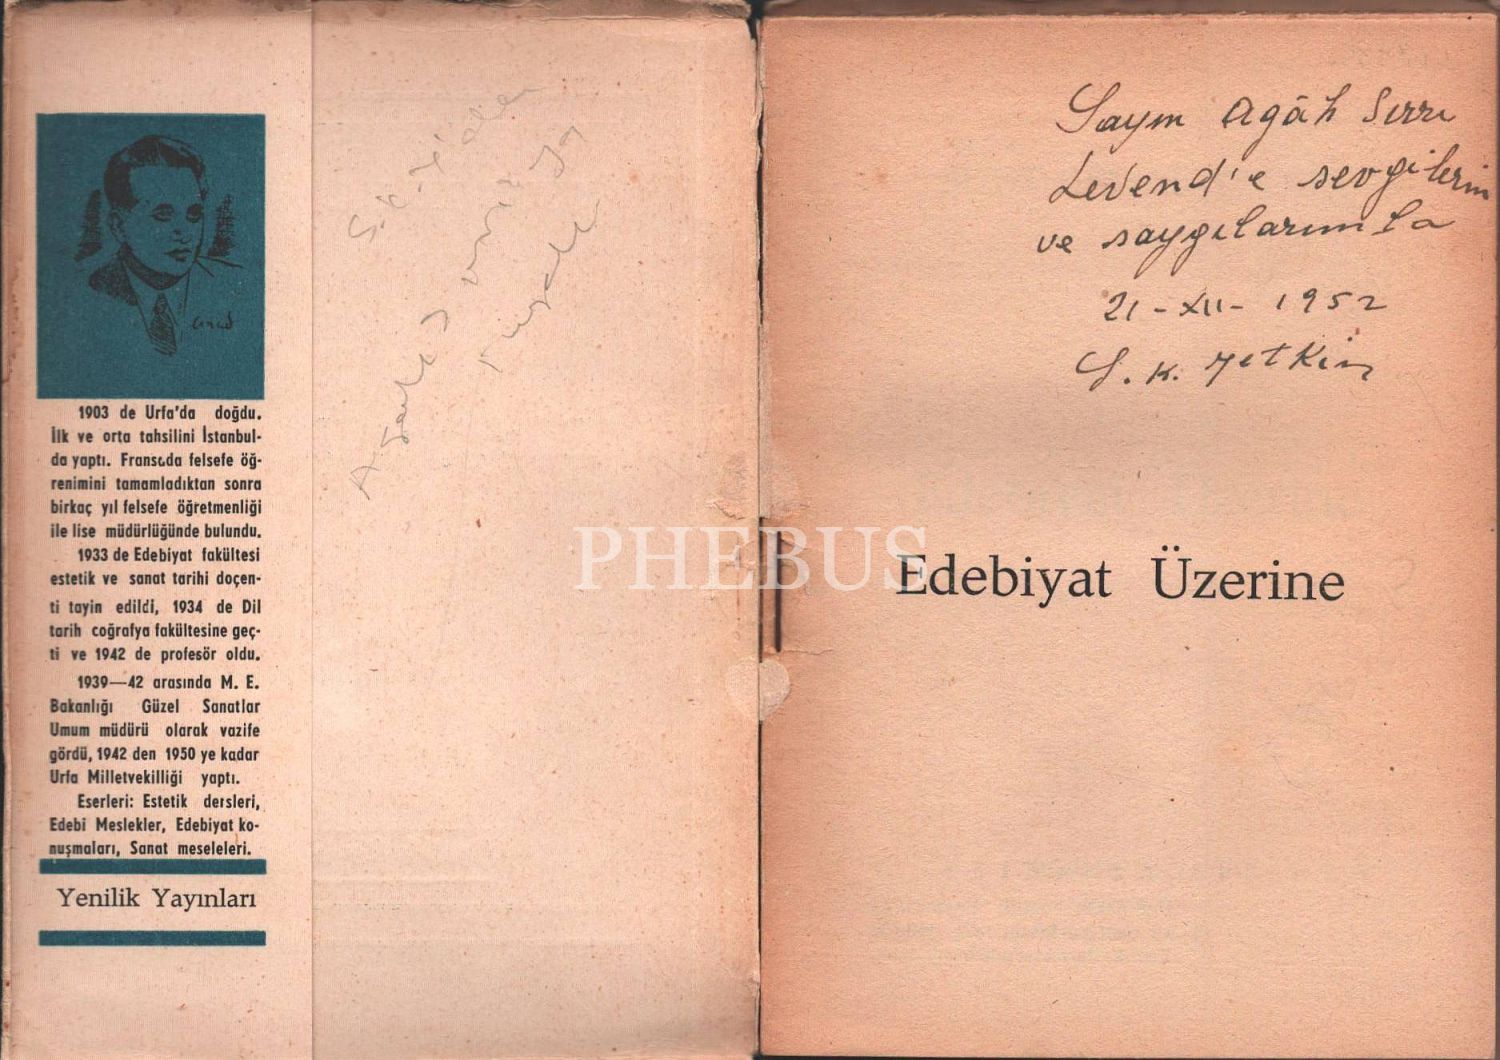 1903 de Urfa'da doğdu.
İlk ve orta tahsilini İstanbul-
da yaptı. Fransada felsefe öğ-
renimini tamamladıktan sonra
birkaç yıl felsefe öğretmenliği
ile lise müdürlüğünde bulundu.
1933 de Edebiyat fakültesi
estetik ve sanat tarihi doçen-
ti tayin edildi, 1934 de Dil
tarih coğrafya fakültesine geç-
ti ve 1942 de profesör oldu.
1939—42 arasında M. E.
Bakanlığı Güzel Sanatlar
Umum müdürü olarak vazife
gördü, 1942 den 1950 ye kadar
Urfa Milletvekilliği yaptı.
Eserleri: Estetik dersleri,
Edebi Meslekler, Edebiyat ko-
nuşmaları, Sanat meseleleri.
Yenilik Yayınları
PHEBUS
Sayın Agâh Sırrı
Levend'e sevgilerim
ve saygılarımla
21-XII-1952
S. K. Yetkin
Edebiyat Üzerine